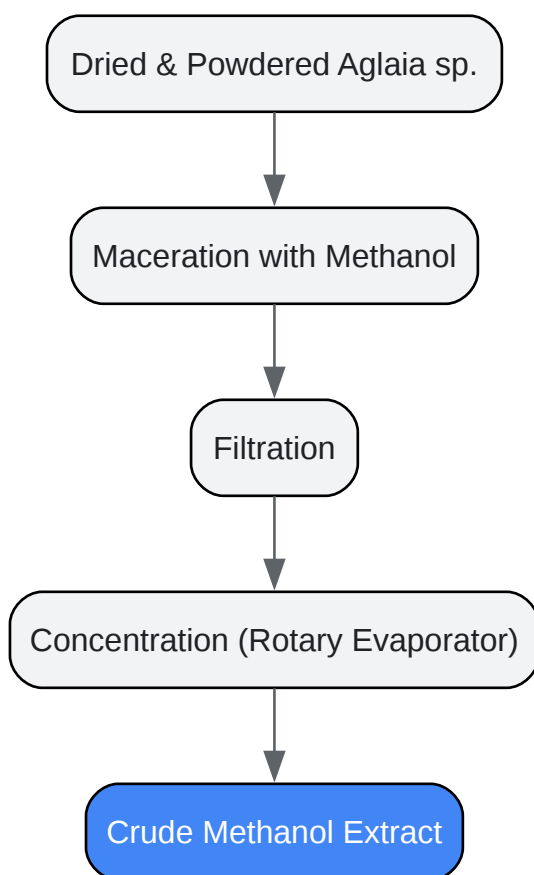 Dried & Powdered Aglaia sp.
Maceration with Methanol
Filtration
Concentration (Rotary Evaporator)
Crude Methanol Extract